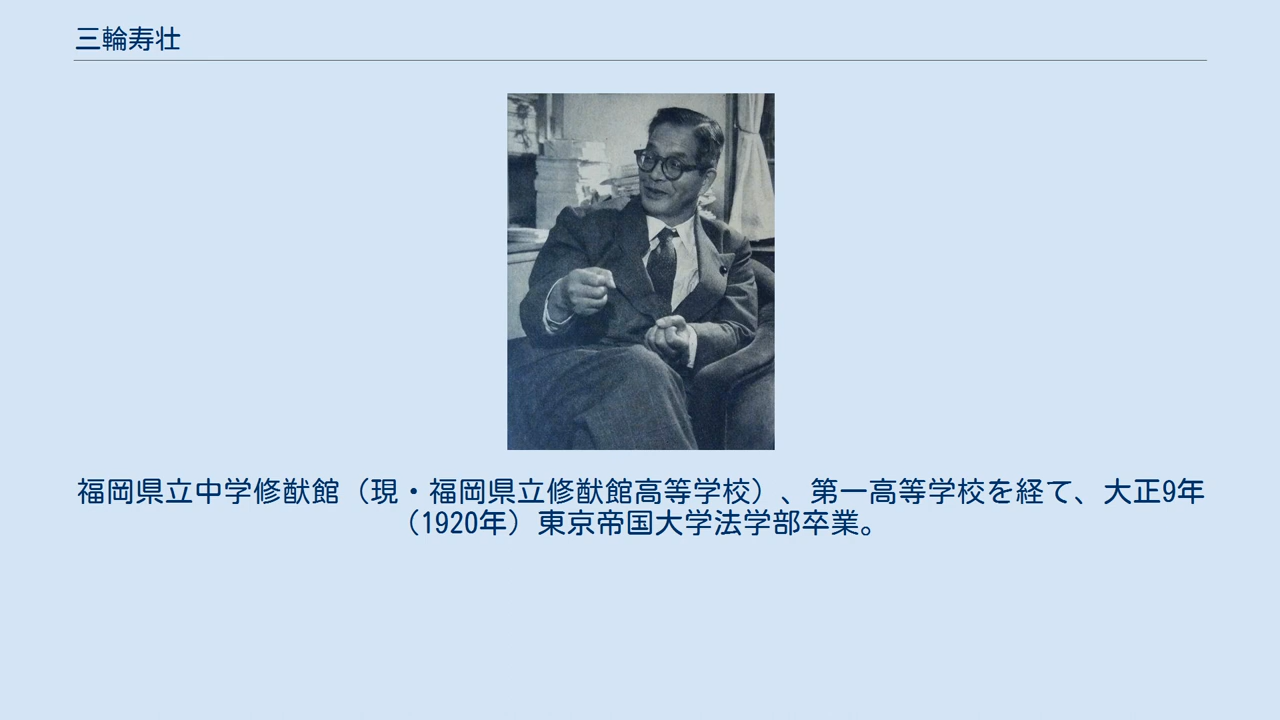 三輪寿壮
福岡県立中学修猷館（現・福岡県立修猷館高等学校）、第一高等学校を経て、大正9年
（1920年）東京帝国大学法学部卒業。